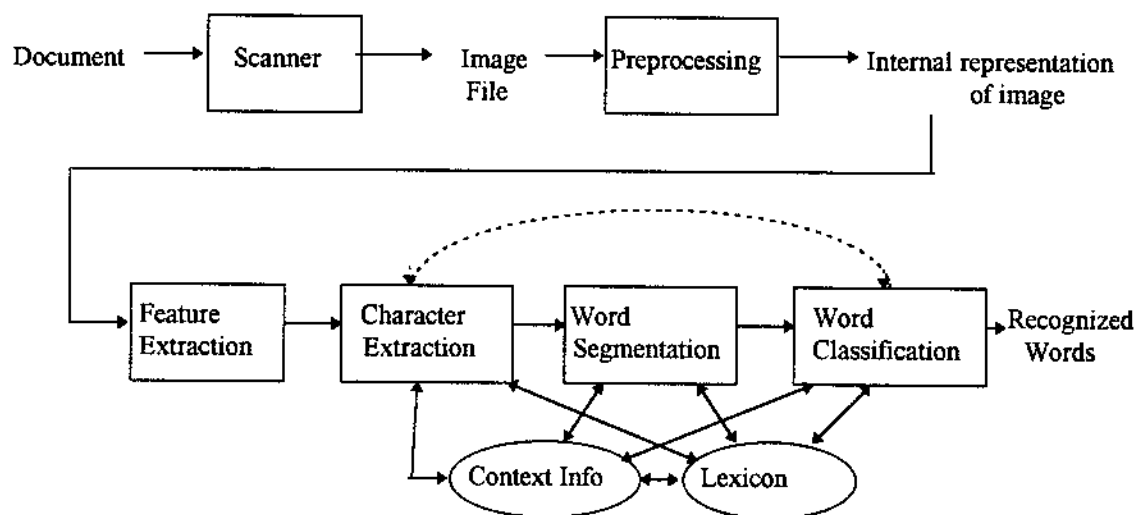 Document
Scanner
Image
File
Preprocessing
Internal representation
of image
Feature
Extraction
Character
Extraction
Word
Segmentation
Word
Classification
Recognized
Words
Context Info
Lexicon